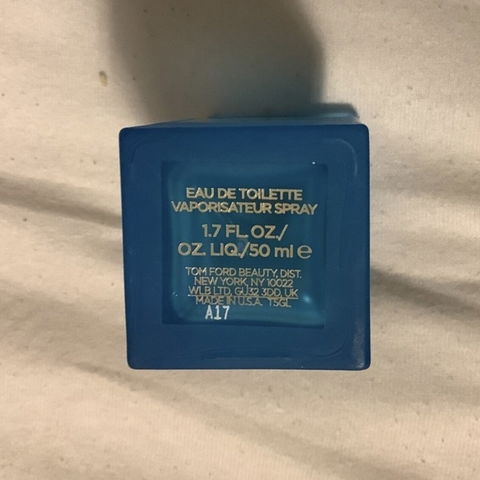 EAU DE TOILETTE
VAPORISATEUR SPRAY
1.7 FL. OZ./
OZ. LIQ./50 ml e
TOM FORD BEAUTY, DIST.
NEW YORK, NY 10022
WLB LTD, GU32 3DD, UK
MADE IN U.S.A. T5GL
A17